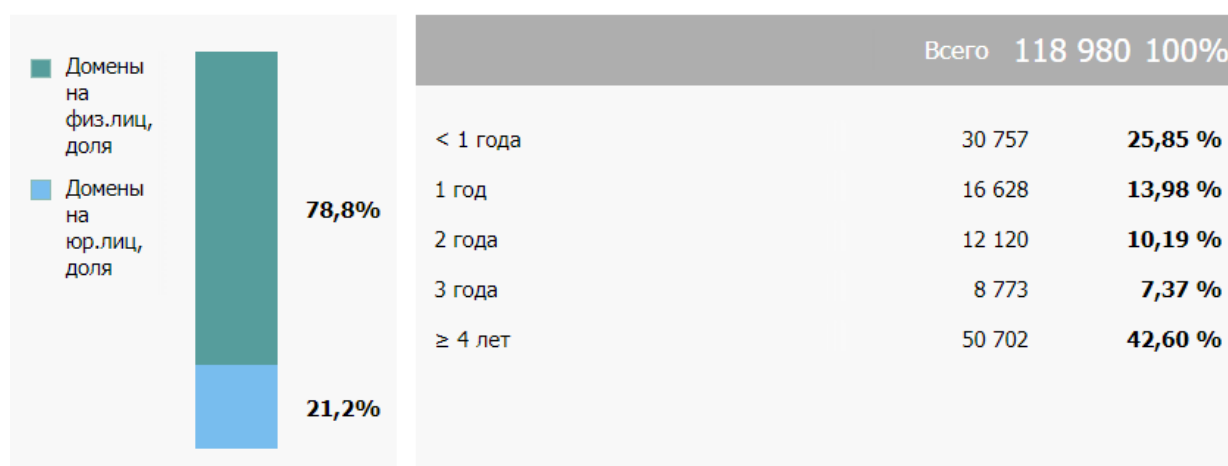 Домены
на
физ.лиц,
доля
Домены
на
юр.лиц,
доля
78,8%
21,2%
Всего 118 980 100%
< 1 года 30 757 25,85 %
1 год 16 628 13,98 %
2 года 12 120 10,19 %
3 года 8 773 7,37 %
≥ 4 лет 50 702 42,60 %